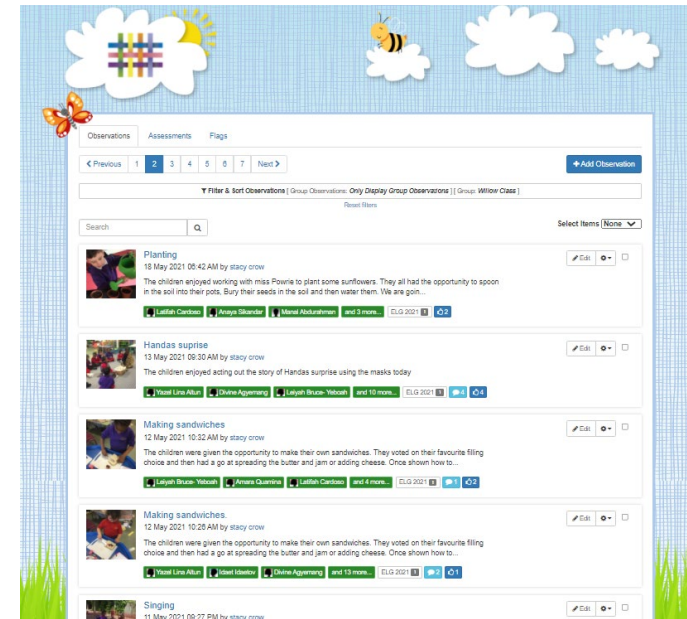 Observations Assessments Flags
Previous 1 2 3 4 5 6 7 Next
+ Add Observation
Filter & Sort Observations [ Group Observations: Only Display Group Observations ] [ Group: Willow Class ]
Reset filters
Search
Select Items None
Planting
Edit
18 May 2021 06:42 AM by stacy crow
The children enjoyed working with miss Powrie to plant some sunflowers. They all had the opportunity to spoon
in the soil into their pots, Bury their seeds in the soil and then water them. We are goin...
Latifah Cardoso Anaya Sikandar Manal Abdurahman and 3 more... ELG 2021 1 2
Handas suprise
Edit
13 May 2021 09:30 AM by stacy crow
The children enjoyed acting out the story of Handas surprise using the masks today
Yazel Lina Altun Divine Agyemang Leiyah Bruce- Yeboah and 10 more... ELG 2021 1 4 4
Making sandwiches
Edit
12 May 2021 10:32 AM by stacy crow
The children were given the opportunity to make their own sandwiches. They voted on their favourite filling
choice and then had a go at spreading the butter and jam or adding cheese. Once shown how to...
Leiyah Bruce- Yeboah Amara Quamina Latifah Cardoso and 4 more... ELG 2021 1 1 2
Making sandwiches.
Edit
12 May 2021 10:26 AM by stacy crow
The children were given the opportunity to make their own sandwiches. They voted on their favourite filling
choice and then had a go at spreading the butter and jam or adding cheese. Once shown how to...
Yazel Lina Altun Divine Agyemang and 13 more... ELG 2021 1 2 1
Singing
Edit
11 May 2021 09:27 PM by stacy crow